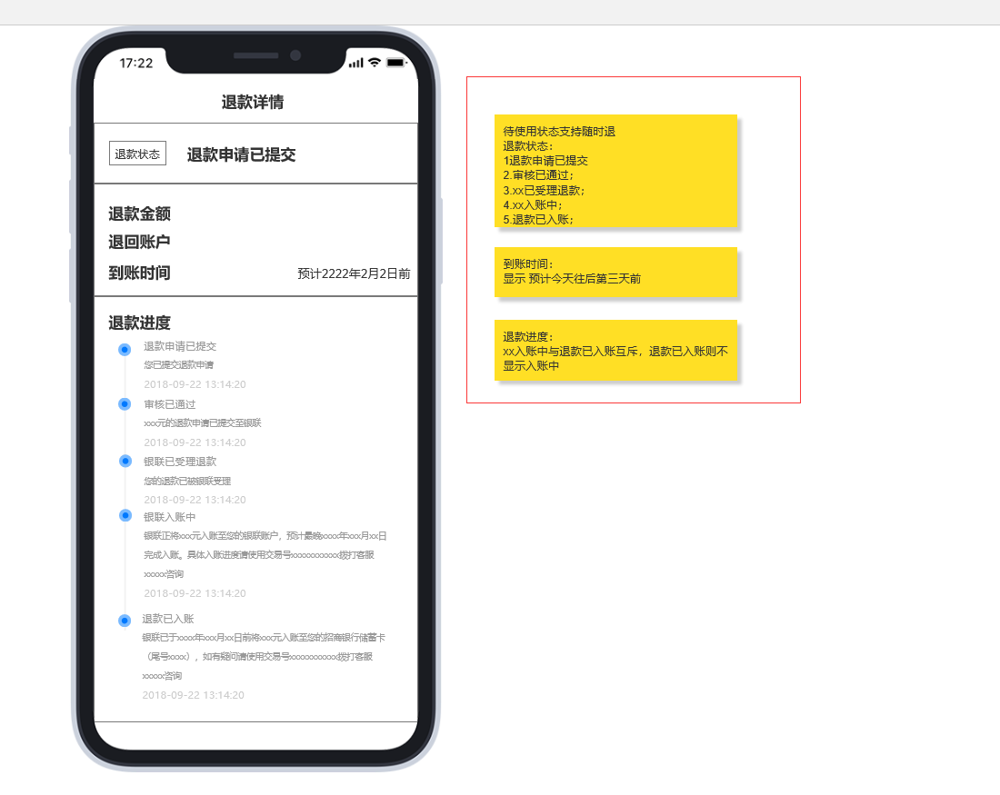 17:22
退款详情
退款状态
退款申请已提交
退款金额
退回账户
到账时间
预计2222年2月2日前
退款进度
退款申请已提交
您已提交退款申请
2018-09-22 13:14:20
审核已通过
xxx元的退款申请已提交至银联
2018-09-22 13:14:20
银联已受理退款
您的退款已被银联受理
2018-09-22 13:14:20
银联入账中
银联正将xxx元入账至您的银联账户，预计最晚xxxx年xxx月xx日
完成入账。具体入账进度请使用交易号xxxxxxxxxxx拨打客服
xxxxx咨询
2018-09-22 13:14:20
退款已入账
银联已于xxxx年xxx月xx日前将xxx元入账至您的招商银行储蓄卡
（尾号xxxx），如有疑问请使用交易号xxxxxxxxxxx拨打客服
xxxxx咨询
2018-09-22 13:14:20
待使用状态支持随时退
退款状态：
1退款申请已提交
2.审核已通过；
3.xx已受理退款；
4.xx入账中；
5.退款已入账；
到账时间：
显示 预计今天往后第三天前
退款进度：
xx入账中与退款已入账互斥，退款已入账则不
显示入账中